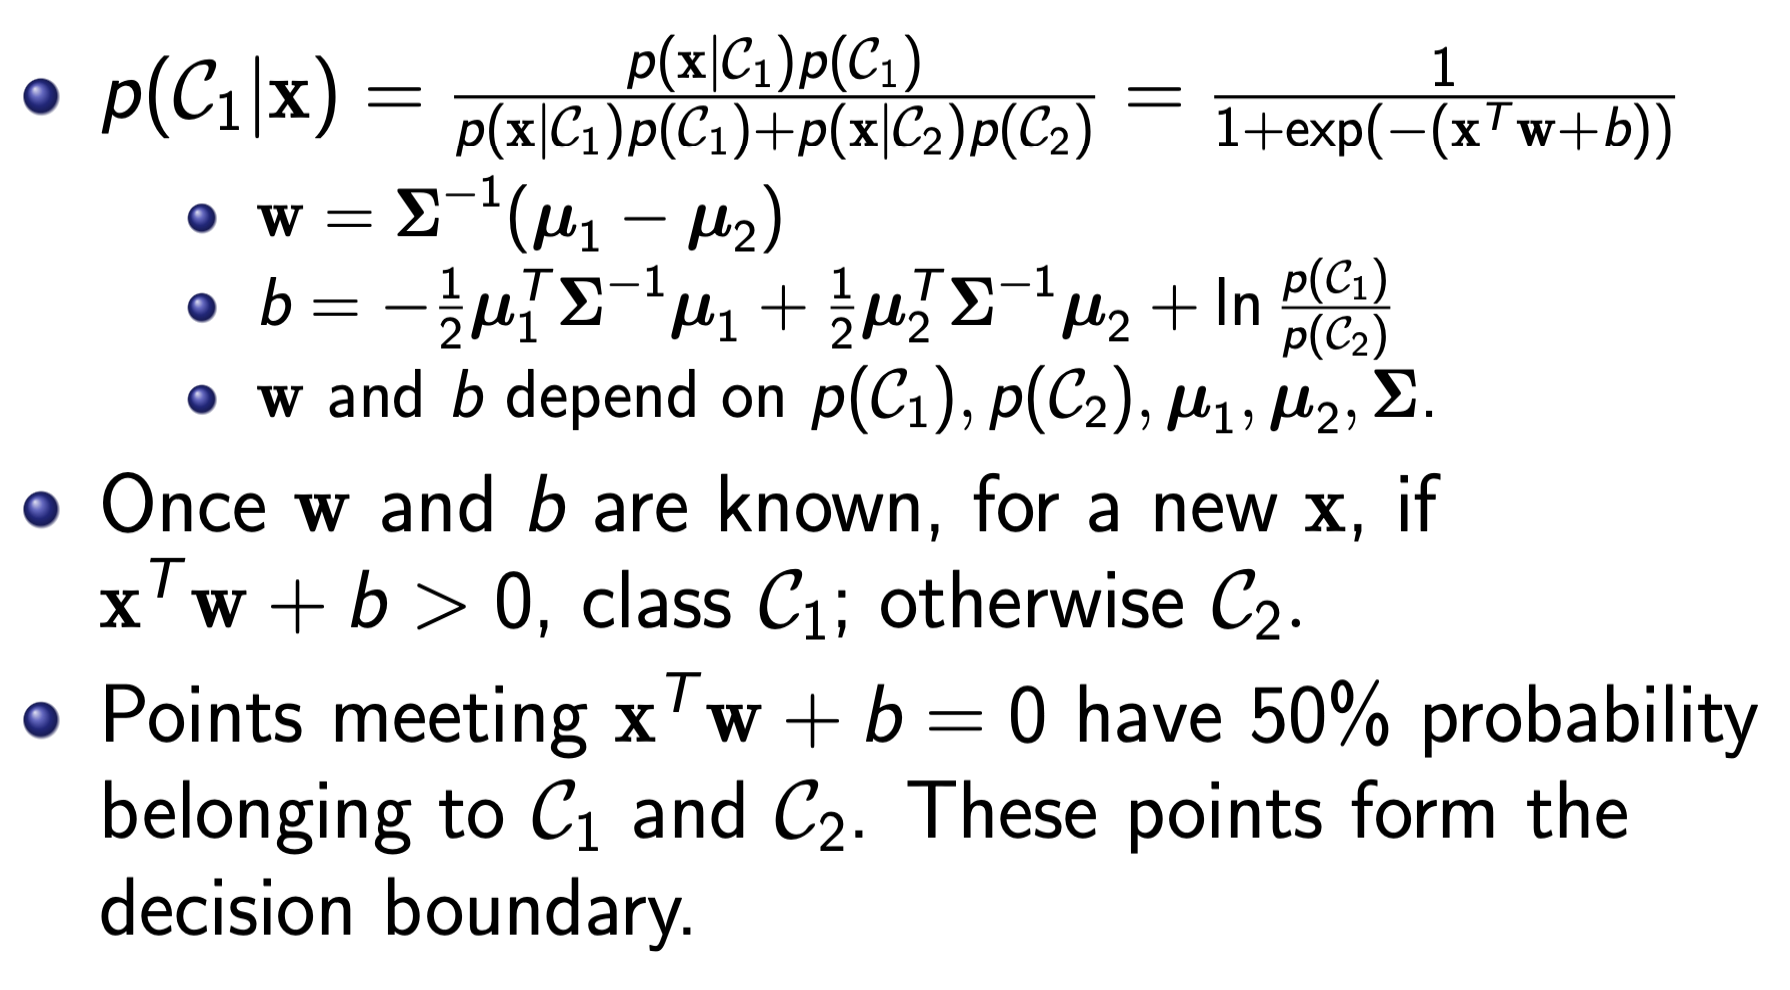 • p(𝒞₁|𝐱) = p(𝐱|𝒞₁)p(𝒞₁) / (p(𝐱|𝒞₁)p(𝒞₁)+p(𝐱|𝒞₂)p(𝒞₂)) = 1 / (1+exp(−(𝐱ᵀ𝐰+b)))
• 𝐰 = 𝚺⁻¹(𝝁₁ − 𝝁₂)
• b = −½𝝁₁ᵀ𝚺⁻¹𝝁₁ + ½𝝁₂ᵀ𝚺⁻¹𝝁₂ + ln p(𝒞₁)/p(𝒞₂)
• 𝐰 and b depend on p(𝒞₁), p(𝒞₂), 𝝁₁, 𝝁₂, 𝚺.
• Once 𝐰 and b are known, for a new 𝐱, if
𝐱ᵀ𝐰 + b > 0, class 𝒞₁; otherwise 𝒞₂.
• Points meeting 𝐱ᵀ𝐰 + b = 0 have 50% probability
belonging to 𝒞₁ and 𝒞₂. These points form the
decision boundary.